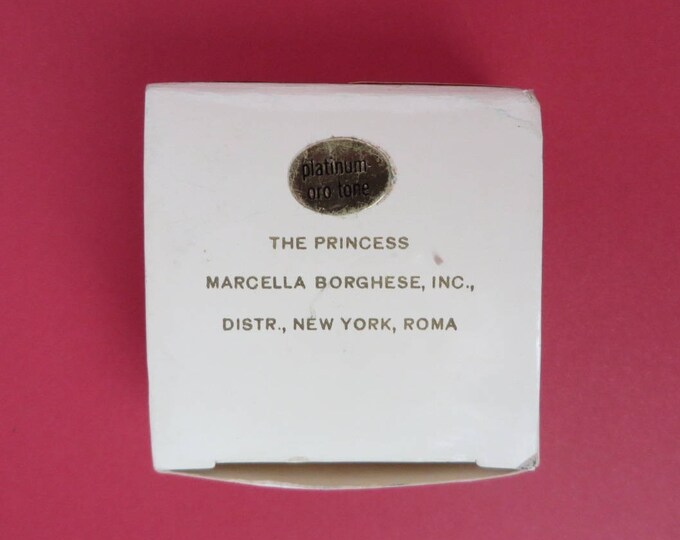 platinum-
oro tone
THE PRINCESS
MARCELLA BORGHESE, INC.,
DISTR., NEW YORK, ROMA